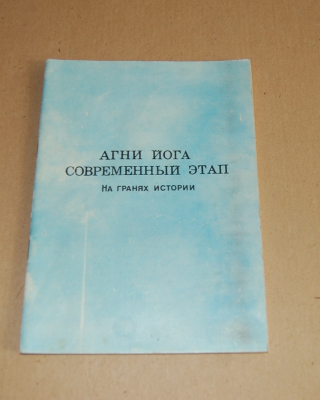 АГНИ ЙОГА
СОВРЕМЕННЫЙ ЭТАП
НА ГРАНЯХ ИСТОРИИ